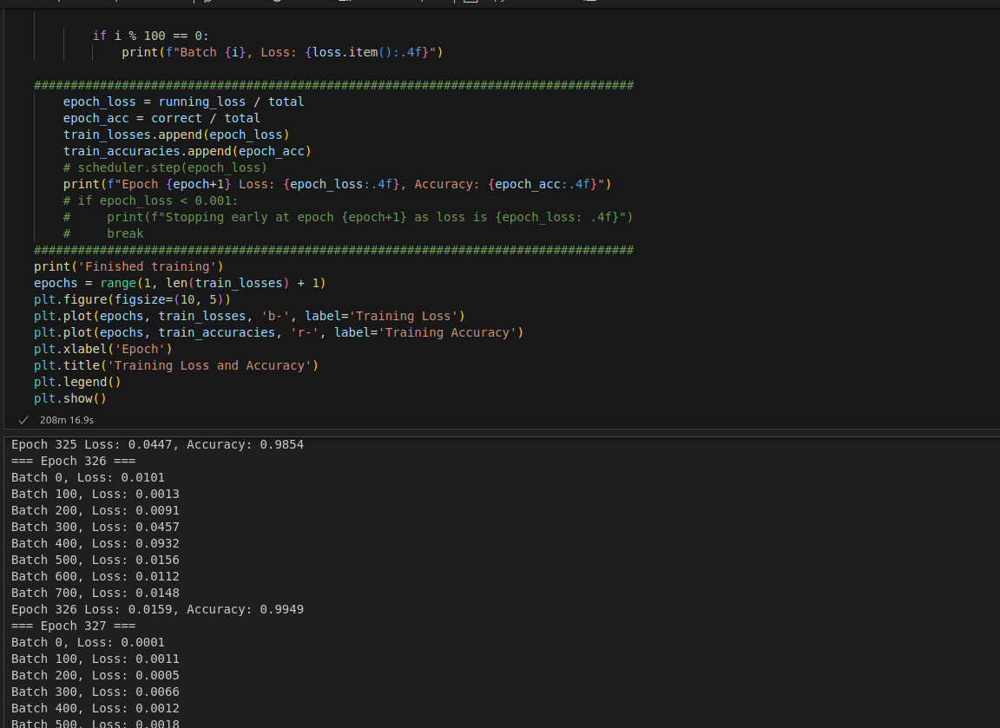 if i % 100 == 0:
print(f"Batch {i}, Loss: {loss.item():.4f}")
##################################################################################
epoch_loss = running_loss / total
epoch_acc = correct / total
train_losses.append(epoch_loss)
train_accuracies.append(epoch_acc)
# scheduler.step(epoch_loss)
print(f"Epoch {epoch+1} Loss: {epoch_loss:.4f}, Accuracy: {epoch_acc:.4f}")
# if epoch_loss < 0.001:
#     print(f"Stopping early at epoch {epoch+1} as loss is {epoch_loss: .4f}")
#     break
##################################################################################
print('Finished training')
epochs = range(1, len(train_losses) + 1)
plt.figure(figsize=(10, 5))
plt.plot(epochs, train_losses, 'b-', label='Training Loss')
plt.plot(epochs, train_accuracies, 'r-', label='Training Accuracy')
plt.xlabel('Epoch')
plt.title('Training Loss and Accuracy')
plt.legend()
plt.show()
208m 16.9s
Epoch 325 Loss: 0.0447, Accuracy: 0.9854
=== Epoch 326 ===
Batch 0, Loss: 0.0101
Batch 100, Loss: 0.0013
Batch 200, Loss: 0.0091
Batch 300, Loss: 0.0457
Batch 400, Loss: 0.0932
Batch 500, Loss: 0.0156
Batch 600, Loss: 0.0112
Batch 700, Loss: 0.0148
Epoch 326 Loss: 0.0159, Accuracy: 0.9949
=== Epoch 327 ===
Batch 0, Loss: 0.0001
Batch 100, Loss: 0.0011
Batch 200, Loss: 0.0005
Batch 300, Loss: 0.0066
Batch 400, Loss: 0.0012
Batch 500, Loss: 0.0018